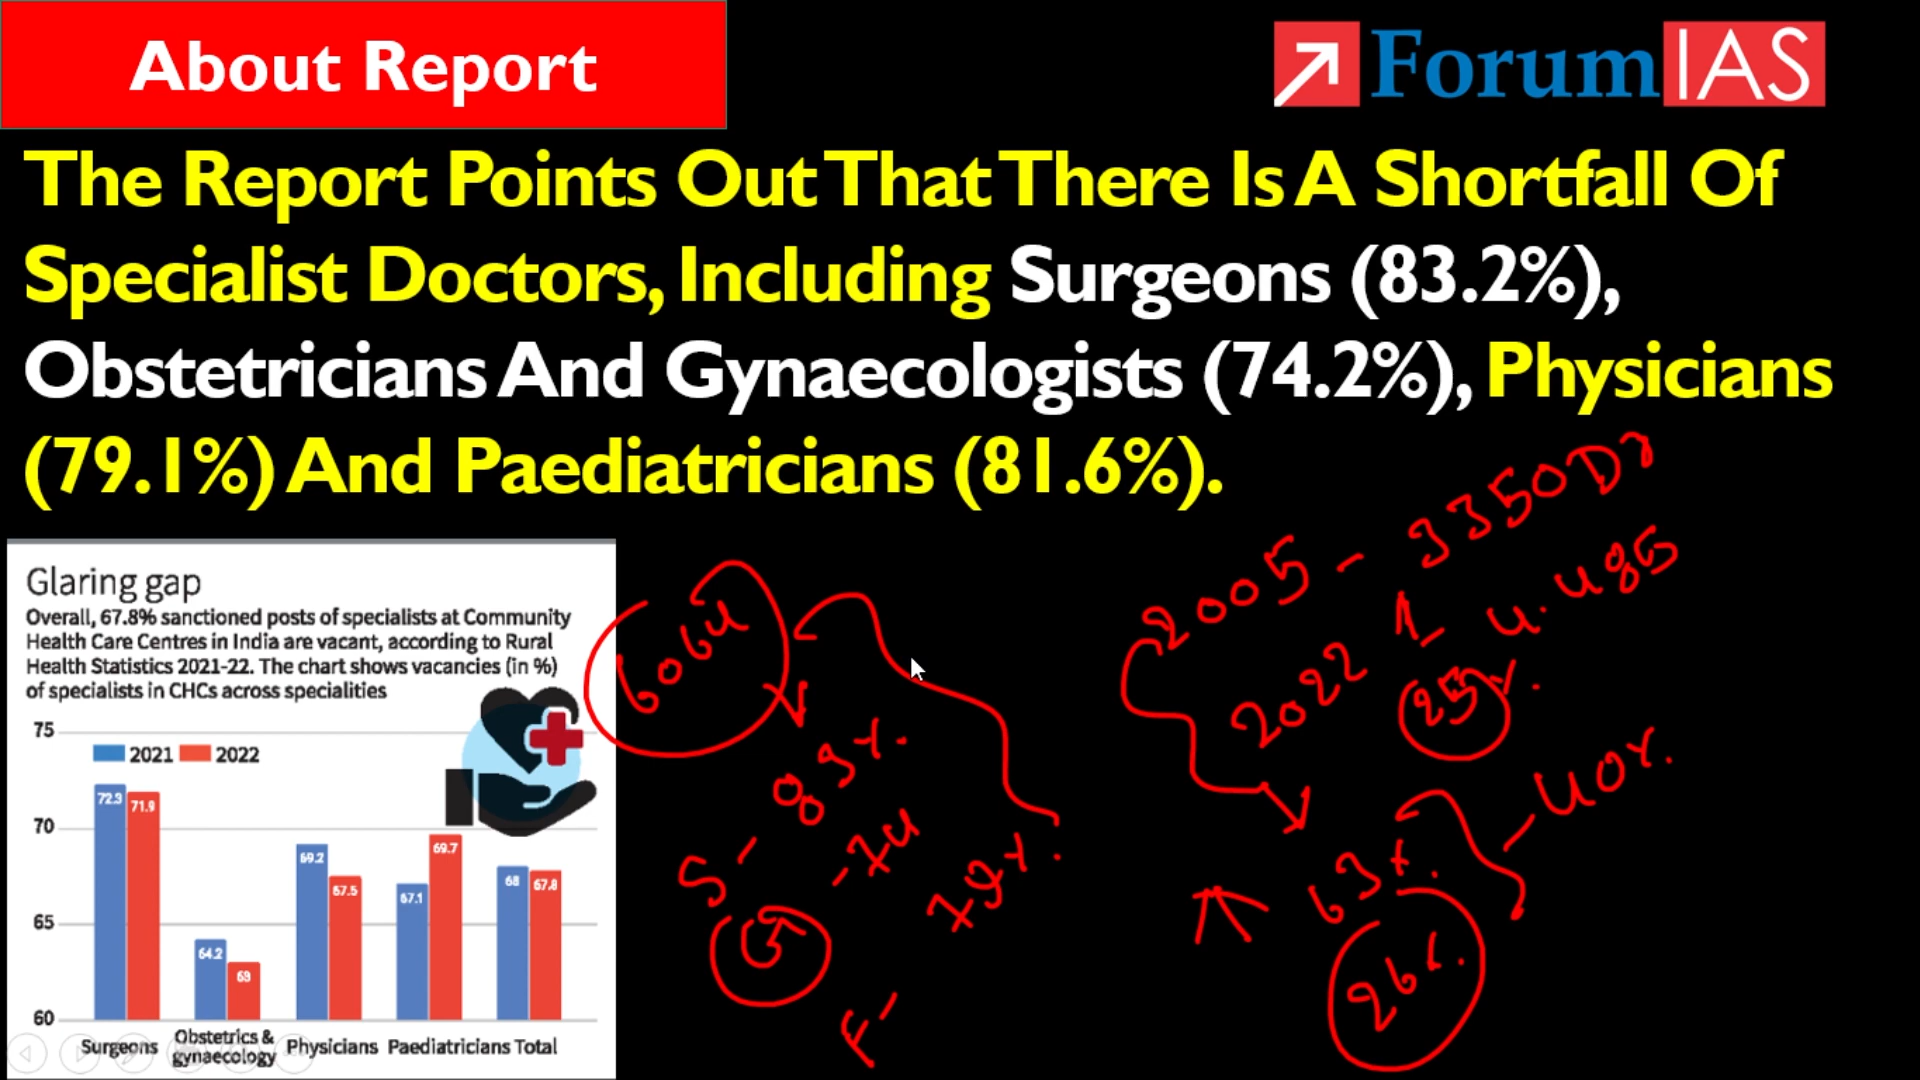 About Report
ForumIAS
The Report Points Out That There Is A Shortfall Of
Specialist Doctors, Including Surgeons (83.2%),
Obstetricians And Gynaecologists (74.2%), Physicians
(79.1%) And Paediatricians (81.6%).
Glaring gap
Overall, 67.8% sanctioned posts of specialists at Community
Health Care Centres in India are vacant, according to Rural
Health Statistics 2021-22. The chart shows vacancies (in %)
of specialists in CHCs across specialities
75
2021 2022
72.3 71.9
70
69.2 67.5 67.1 69.7 68 67.8
65
64.2 63
60
Surgeons Obstetrics & gynaecology Physicians Paediatricians Total
6064
S - 83%.
G - 74
79%.
2005 - 3350 Dr
2022 4.485
25%.
63%. - 40%.
26%.